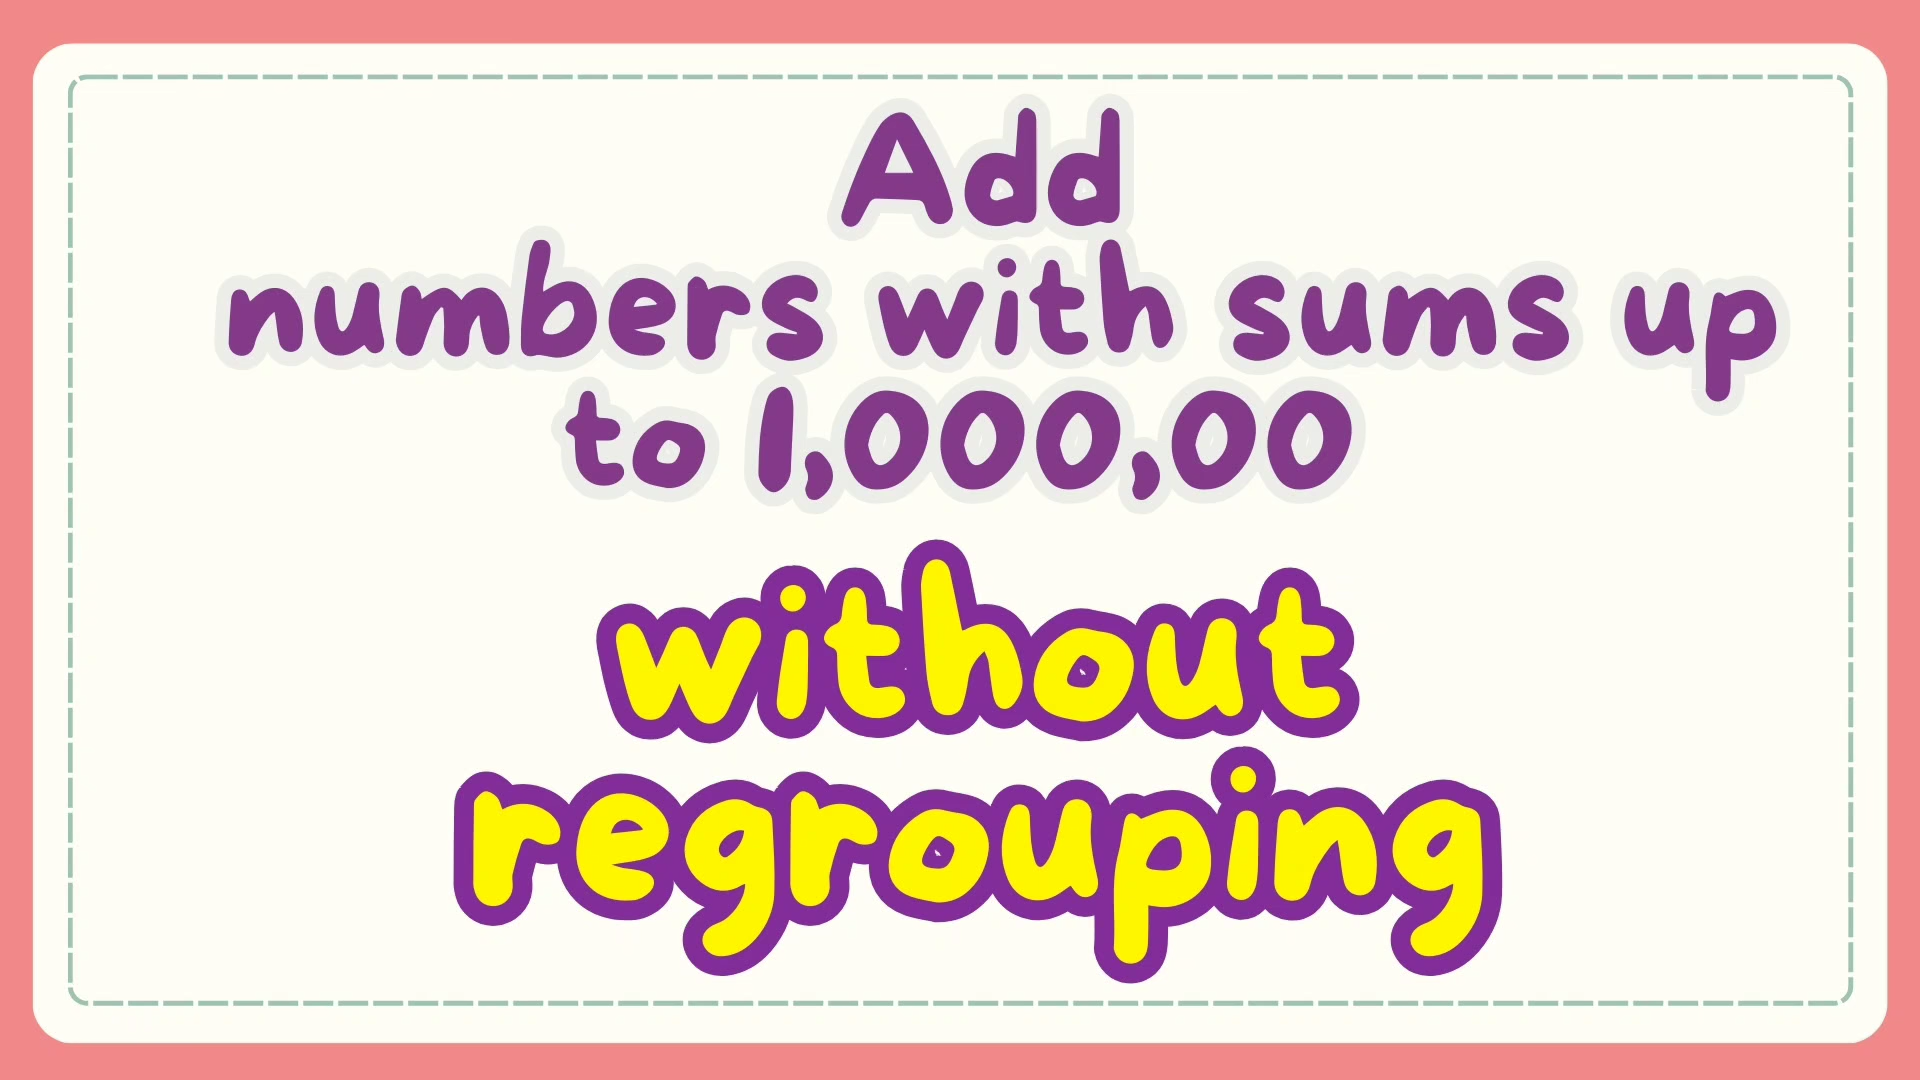 Add
numbers with sums up
to 1,000,00
without
regrouping